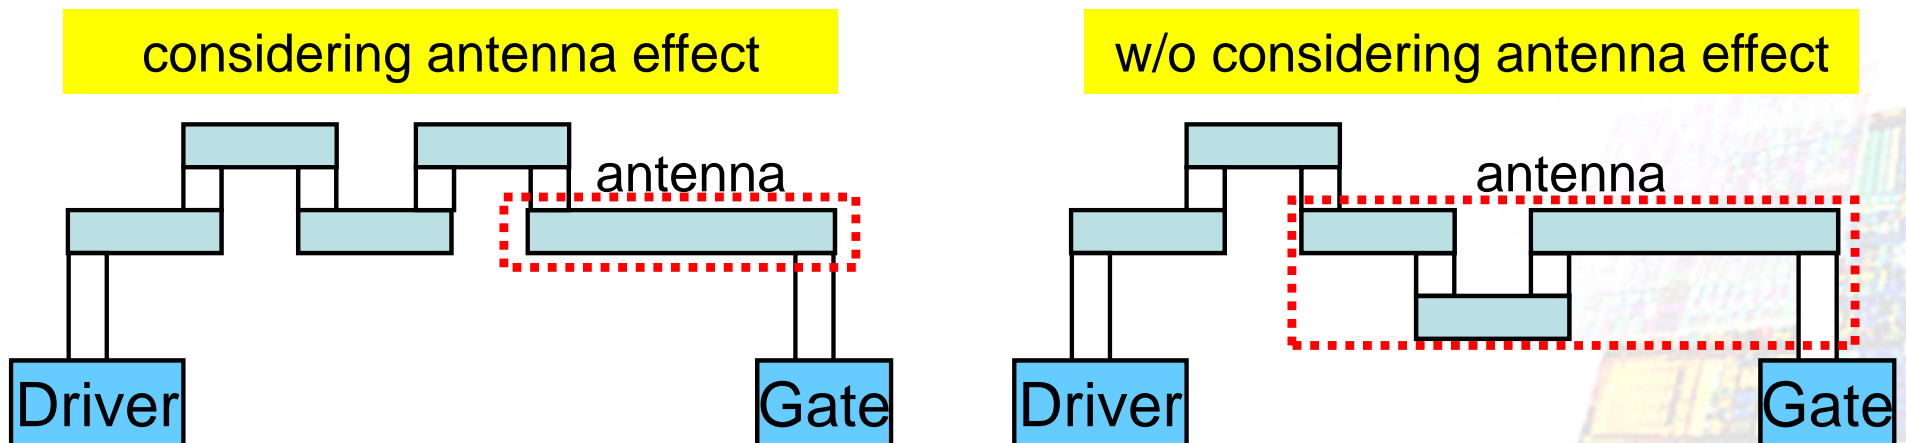 considering antenna effect
w/o considering antenna effect
antenna
antenna
Driver
Gate
Driver
Gate